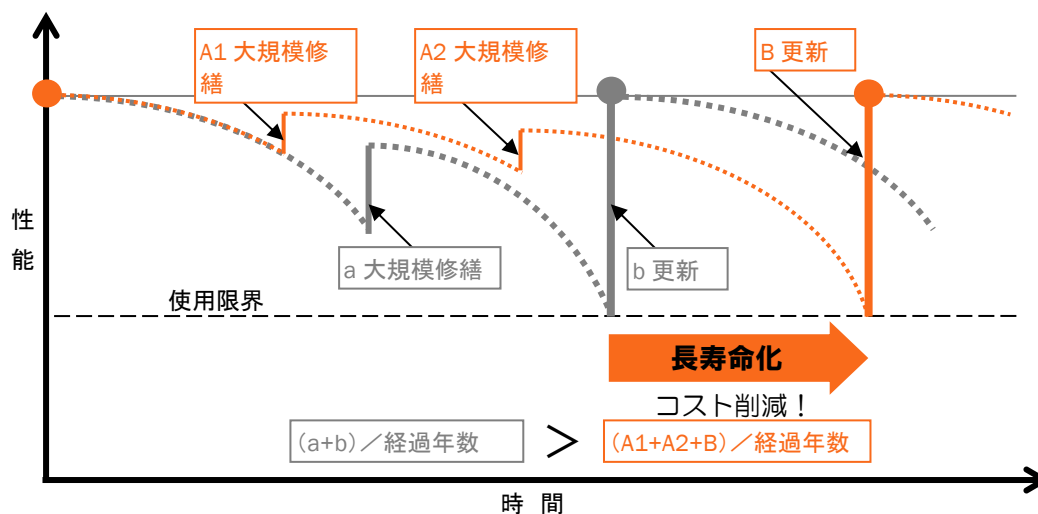 A1 大規模修
繕
A2 大規模修
繕
B 更新
性
能
a 大規模修繕
b 更新
使用限界
長寿命化
コスト削減!
(a+b)/経過年数
>
(A1+A2+B)/経過年数
時 間